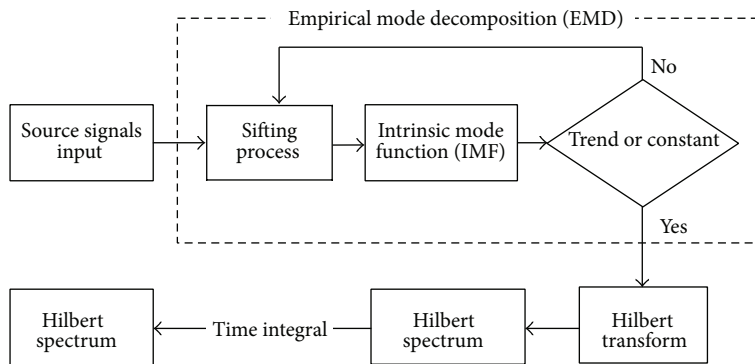 Empirical mode decomposition (EMD)
No
Source signals
input
Sifting
process
Intrinsic mode
function (IMF)
Trend or constant
Yes
Hilbert
spectrum
Time integral
Hilbert
spectrum
Hilbert
transform